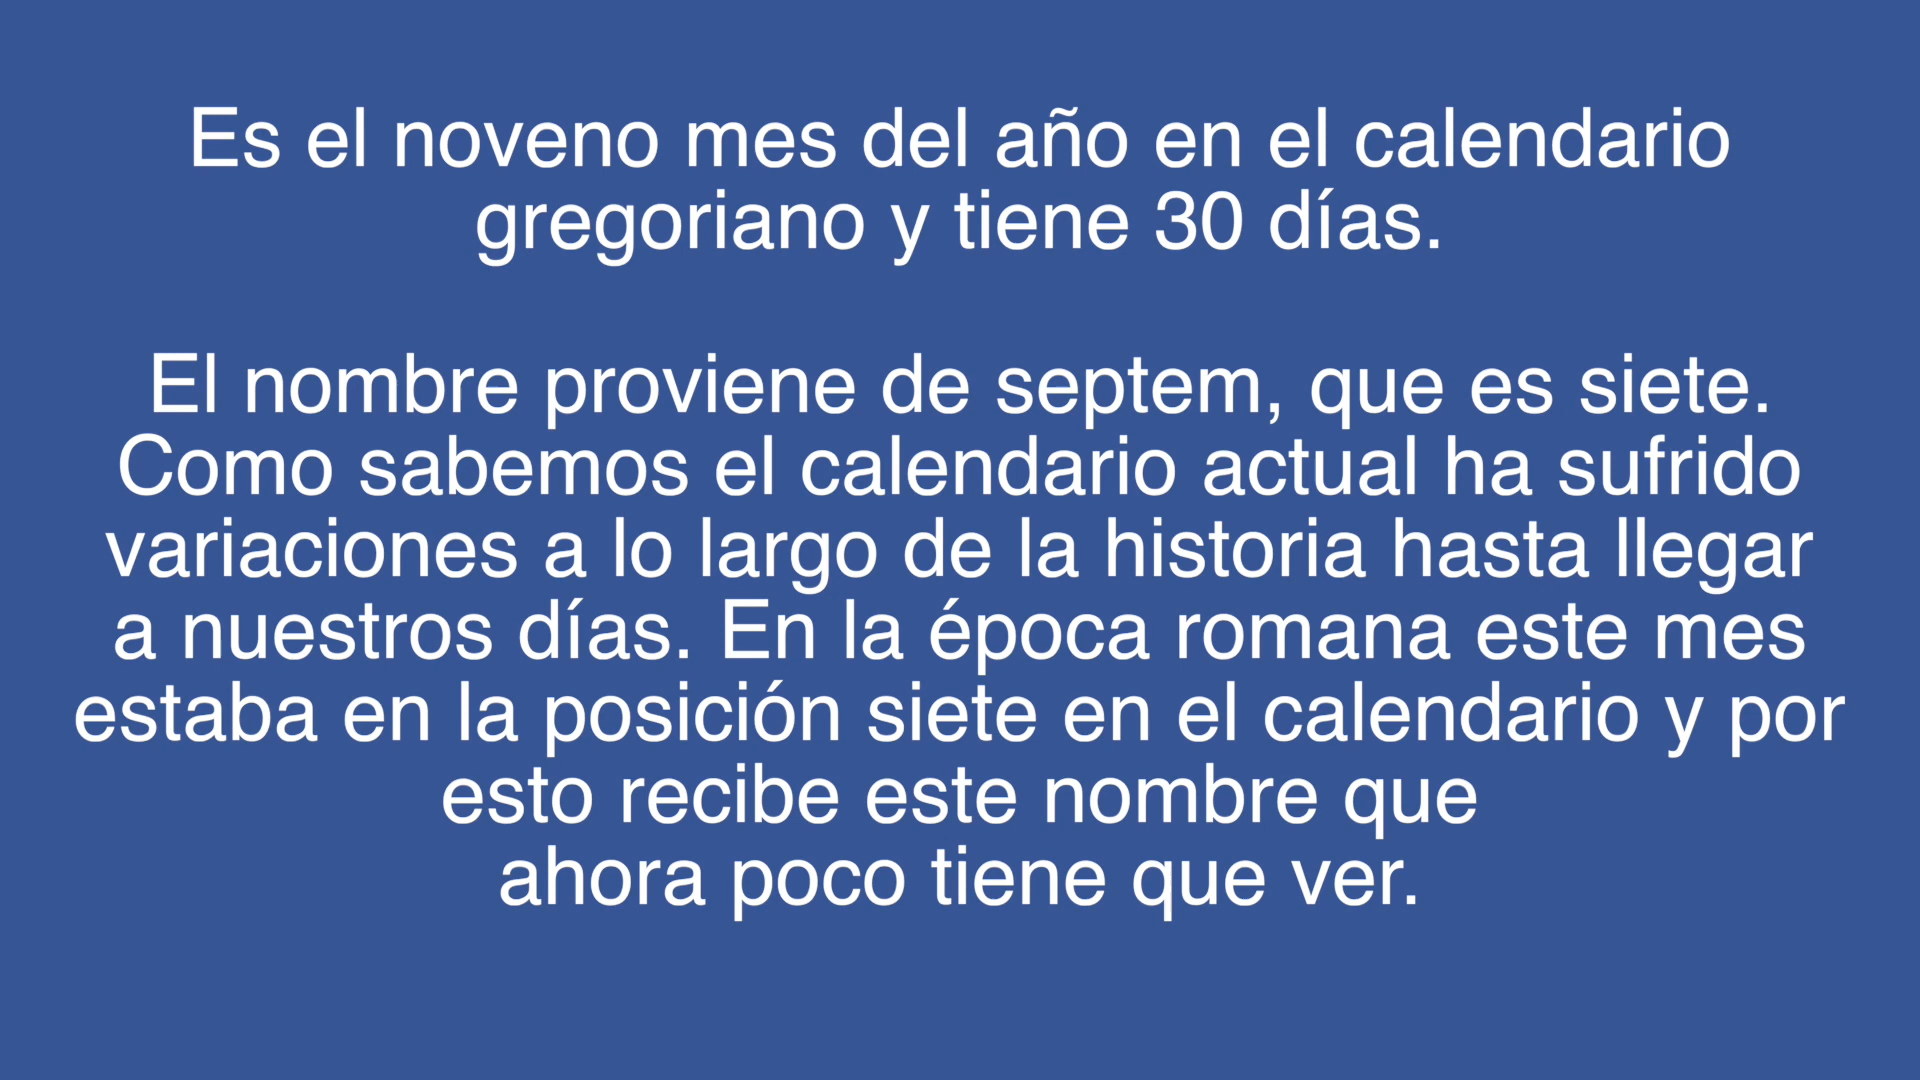 Es el noveno mes del año en el calendario
gregoriano y tiene 30 días.
El nombre proviene de septem, que es siete.
Como sabemos el calendario actual ha sufrido
variaciones a lo largo de la historia hasta llegar
a nuestros días. En la época romana este mes
estaba en la posición siete en el calendario y por
esto recibe este nombre que
ahora poco tiene que ver.